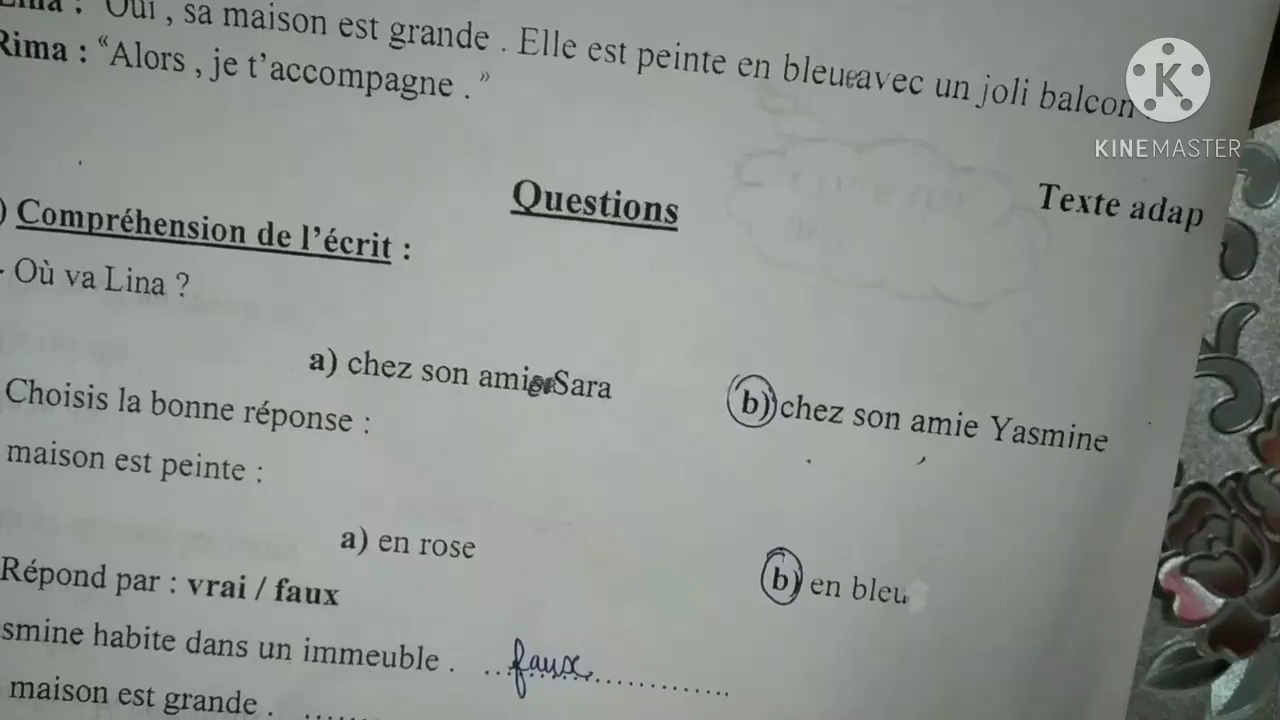 : "Oui , sa maison est grande . Elle est peinte en bleue avec un joli balcon .
Rima : "Alors , je t'accompagne . "
K
KINEMASTER
Questions
Texte adap
) Compréhension de l'écrit :
- Où va Lina ?
a) chez son amie Sara
b) chez son amie Yasmine
Choisis la bonne réponse :
maison est peinte :
a) en rose
b) en bleu
Répond par : vrai / faux
smine habite dans un immeuble . ...faux..............
maison est grande . ......